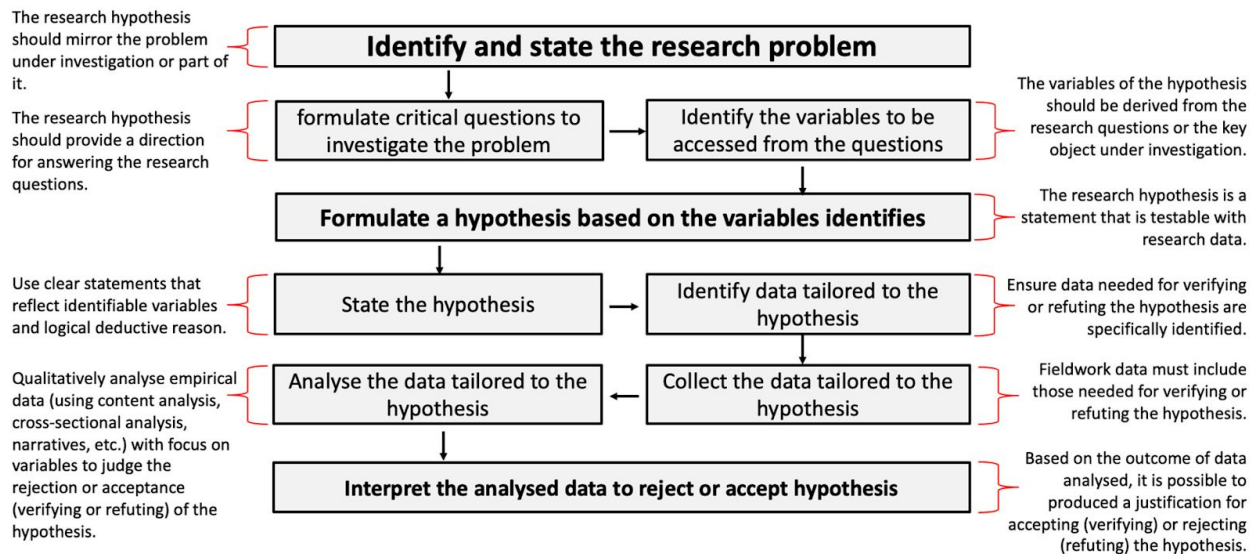 The research hypothesis
should mirror the problem
under investigation or part of
it.
Identify and state the research problem
The research hypothesis
should provide a direction
for answering the research
questions.
formulate critical questions to
investigate the problem
Identify the variables to be
accessed from the questions
The variables of the hypothesis
should be derived from the
research questions or the key
object under investigation.
Formulate a hypothesis based on the variables identifies
The research hypothesis is a
statement that is testable with
research data.
Use clear statements that
reflect identifiable variables
and logical deductive reason.
State the hypothesis
Identify data tailored to the
hypothesis
Ensure data needed for verifying
or refuting the hypothesis are
specifically identified.
Qualitatively analyse empirical
data (using content analysis,
cross-sectional analysis,
narratives, etc.) with focus on
variables to judge the
rejection or acceptance
(verifying or refuting) of the
hypothesis.
Analyse the data tailored to the
hypothesis
Collect the data tailored to the
hypothesis
Fieldwork data must include
those needed for verifying or
refuting the hypothesis.
Interpret the analysed data to reject or accept hypothesis
Based on the outcome of data
analysed, it is possible to
produced a justification for
accepting (verifying) or rejecting
(refuting) the hypothesis.